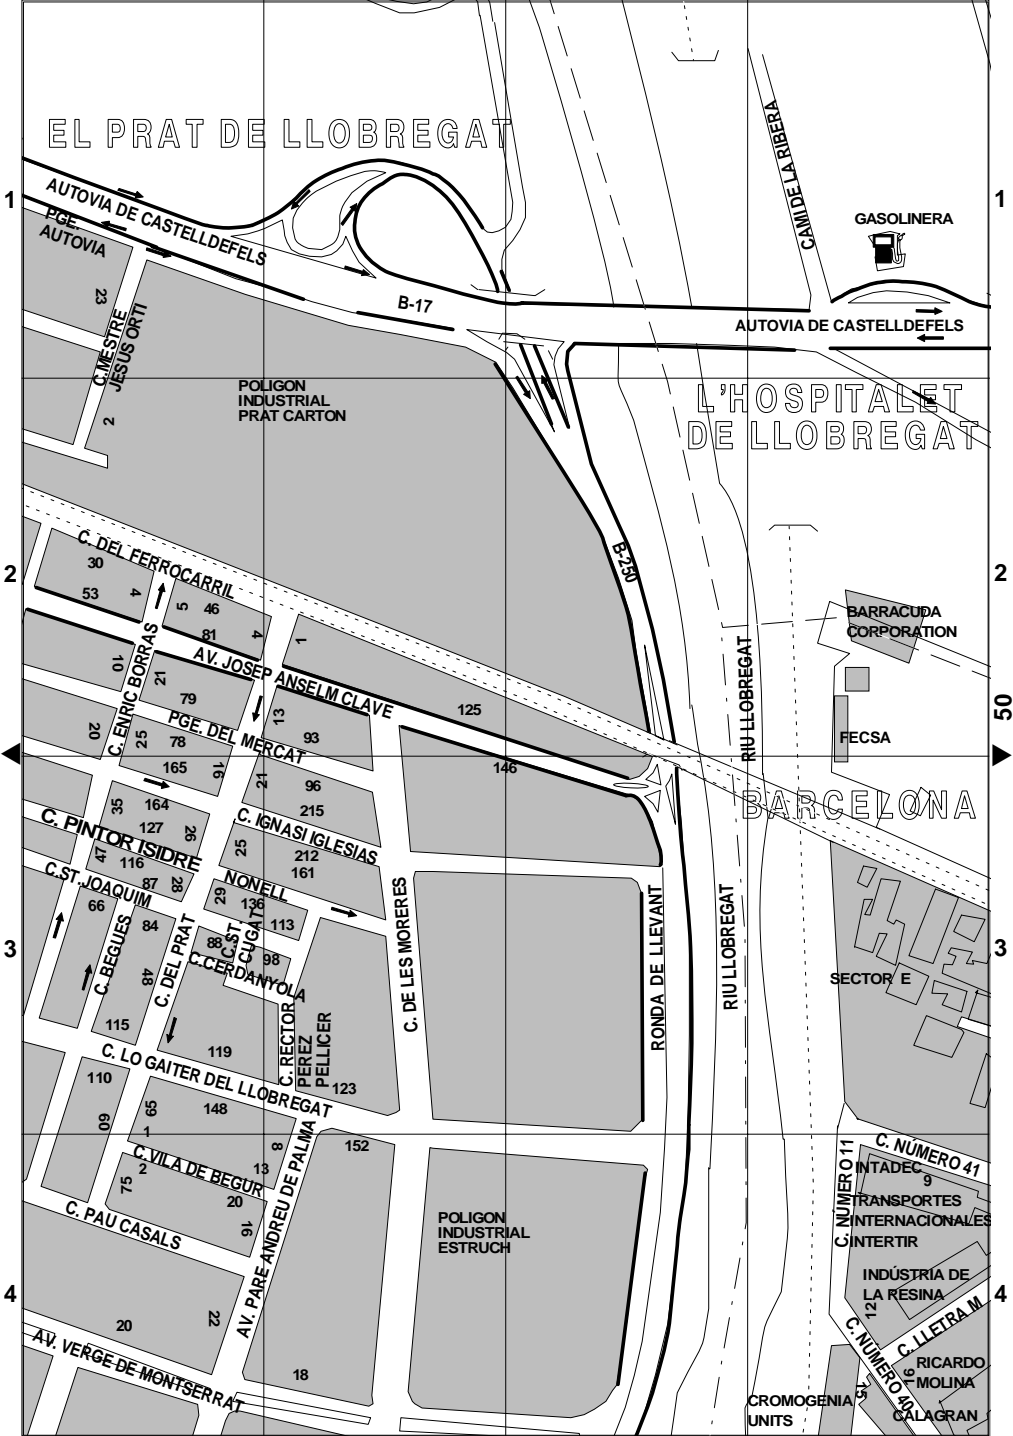 EL PRAT DE LLOBREGAT
1
1
CAMI DE LA RIBERA
GASOLINERA
AUTOVIA DE CASTELLDEFELS
PGE.
AUTOVIA
B-17
AUTOVIA DE CASTELLDEFELS
23
C.MESTRE
JESUS ORTI
2
POLIGON
INDUSTRIAL
PRAT CARTON
L'HOSPITALET
DE LLOBREGAT
2
2
C. DEL FERROCARRIL
30
53
4
5
46
81
4
1
B-250
BARRACUDA
CORPORATION
AV. JOSEP ANSELM CLAVE
10
C. ENRIC BORRAS
21
79
13
93
125
RIU LLOBREGAT
50
20
25
78
PGE. DEL MERCAT
165
16
21
96
146
FECSA
35
164
127
26
215
C. IGNASI IGLESIAS
BARCELONA
C. PINTOR ISIDRE
NONELL
47
116
87
28
25
212
161
C.ST.JOAQUIM
66
84
29
136
113
C.ST.
CUGAT
88
98
C.CERDANYOLA
C. BEGUES
48
C. DEL PRAT
C. DE LES MORERES
RONDA DE LLEVANT
RIU LLOBREGAT
3
3
SECTOR E
115
119
C. RECTOR
PEREZ
PELLICER
123
C. LO GAITER DEL LLOBREGAT
110
60
65
148
1
8
152
C.VILA DE BEGUR
2
13
75
20
16
C. PAU CASALS
AV. PARE ANDREU DE PALMA
POLIGON
INDUSTRIAL
ESTRUCH
C. NÚMERO 11
C. NÚMERO 41
INTADEC
9
TRANSPORTES
INTERNACIONALES
INTERTIR
INDÚSTRIA DE
LA RESINA
4
4
12
20
22
C. NÚMERO 40
C. LLETRA M
AV. VERGE DE MONTSERRAT
18
16
RICARDO
MOLINA
15
CROMOGENIA
UNITS
CALAGRAN